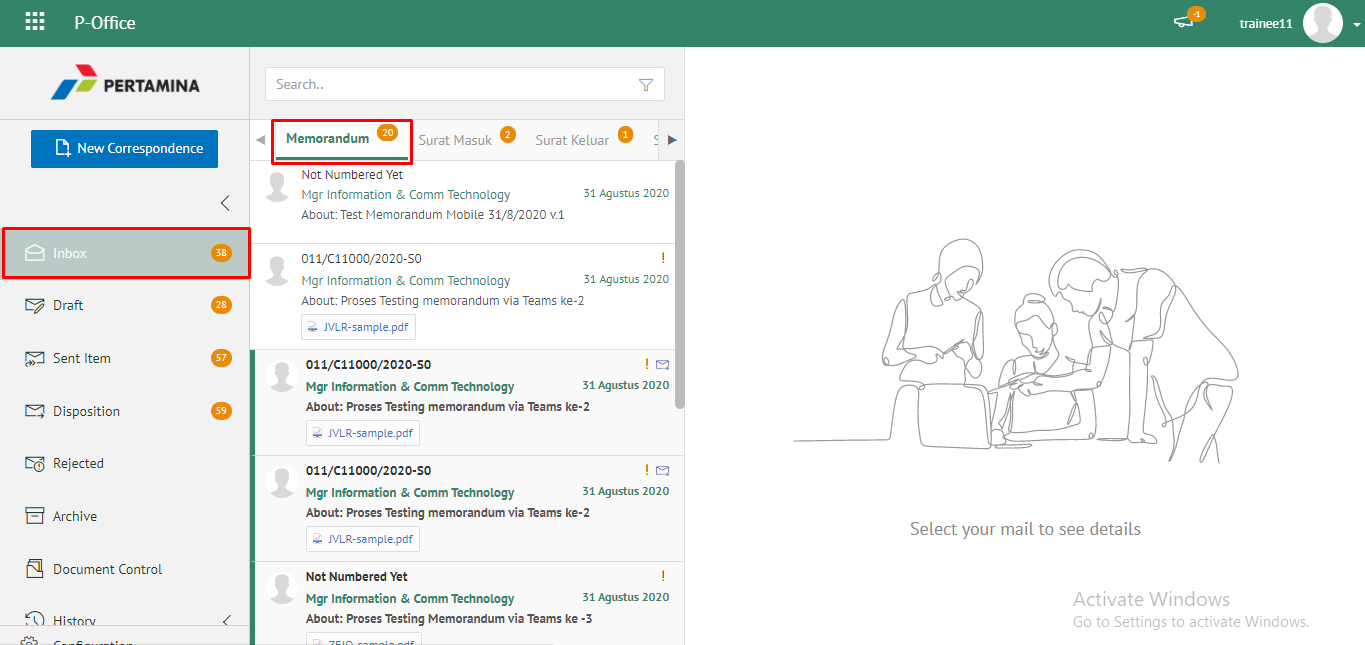 P-Office
-1
trainee11
PERTAMINA
New Correspondence
Inbox 38
Draft 28
Sent Item 57
Disposition 59
Rejected
Archive
Document Control
History
Configuration
Search..
Memorandum 20
Surat Masuk 2
Surat Keluar 1
S
Not Numbered Yet
Mgr Information & Comm Technology 31 Agustus 2020
About: Test Memorandum Mobile 31/8/2020 v.1
011/C11000/2020-S0 !
Mgr Information & Comm Technology 31 Agustus 2020
About: Proses Testing memorandum via Teams ke-2
JVLR-sample.pdf
011/C11000/2020-S0 !
Mgr Information & Comm Technology 31 Agustus 2020
About: Proses Testing memorandum via Teams ke-2
JVLR-sample.pdf
011/C11000/2020-S0 !
Mgr Information & Comm Technology 31 Agustus 2020
About: Proses Testing memorandum via Teams ke-2
JVLR-sample.pdf
Not Numbered Yet !
Mgr Information & Comm Technology 31 Agustus 2020
About: Proses Testing Memorandum via Teams ke -3
Select your mail to see details
Activate Windows
Go to Settings to activate Windows.